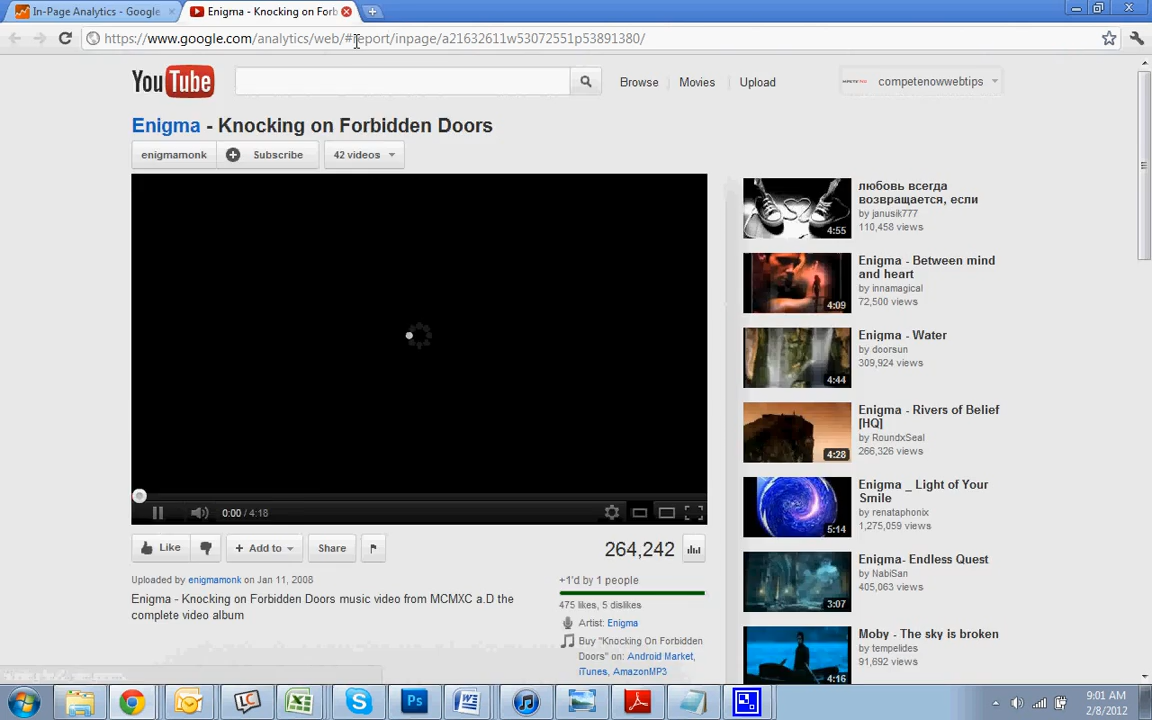 In-Page Analytics - Google
Enigma - Knocking on Forb
https://www.google.com/analytics/web/#report/inpage/a21632611w53072551p53891380/
YouTube
Browse
Movies
Upload
competenowwebtips
Enigma - Knocking on Forbidden Doors
enigmamonk
Subscribe
42 videos
0:00 / 4:18
Like
+ Add to
Share
264,242
Uploaded by enigmamonk on Jan 11, 2008
Enigma - Knocking on Forbidden Doors music video from MCMXC a.D the
complete video album
+1'd by 1 people
475 likes, 5 dislikes
Artist: Enigma
Buy "Knocking On Forbidden
Doors" on: Android Market,
iTunes, AmazonMP3
4:55
любовь всегда
возвращается, если
by janusik777
110,458 views
4:09
Enigma - Between mind
and heart
by innamagical
72,500 views
4:44
Enigma - Water
by doorsun
309,924 views
4:28
Enigma - Rivers of Belief
[HQ]
by RoundxSeal
266,326 views
5:14
Enigma _ Light of Your
Smile
by renataphonix
1,275,059 views
3:07
Enigma- Endless Quest
by NabiSan
405,063 views
4:16
Moby - The sky is broken
by tempelides
91,692 views
Ps
9:01 AM
2/8/2012